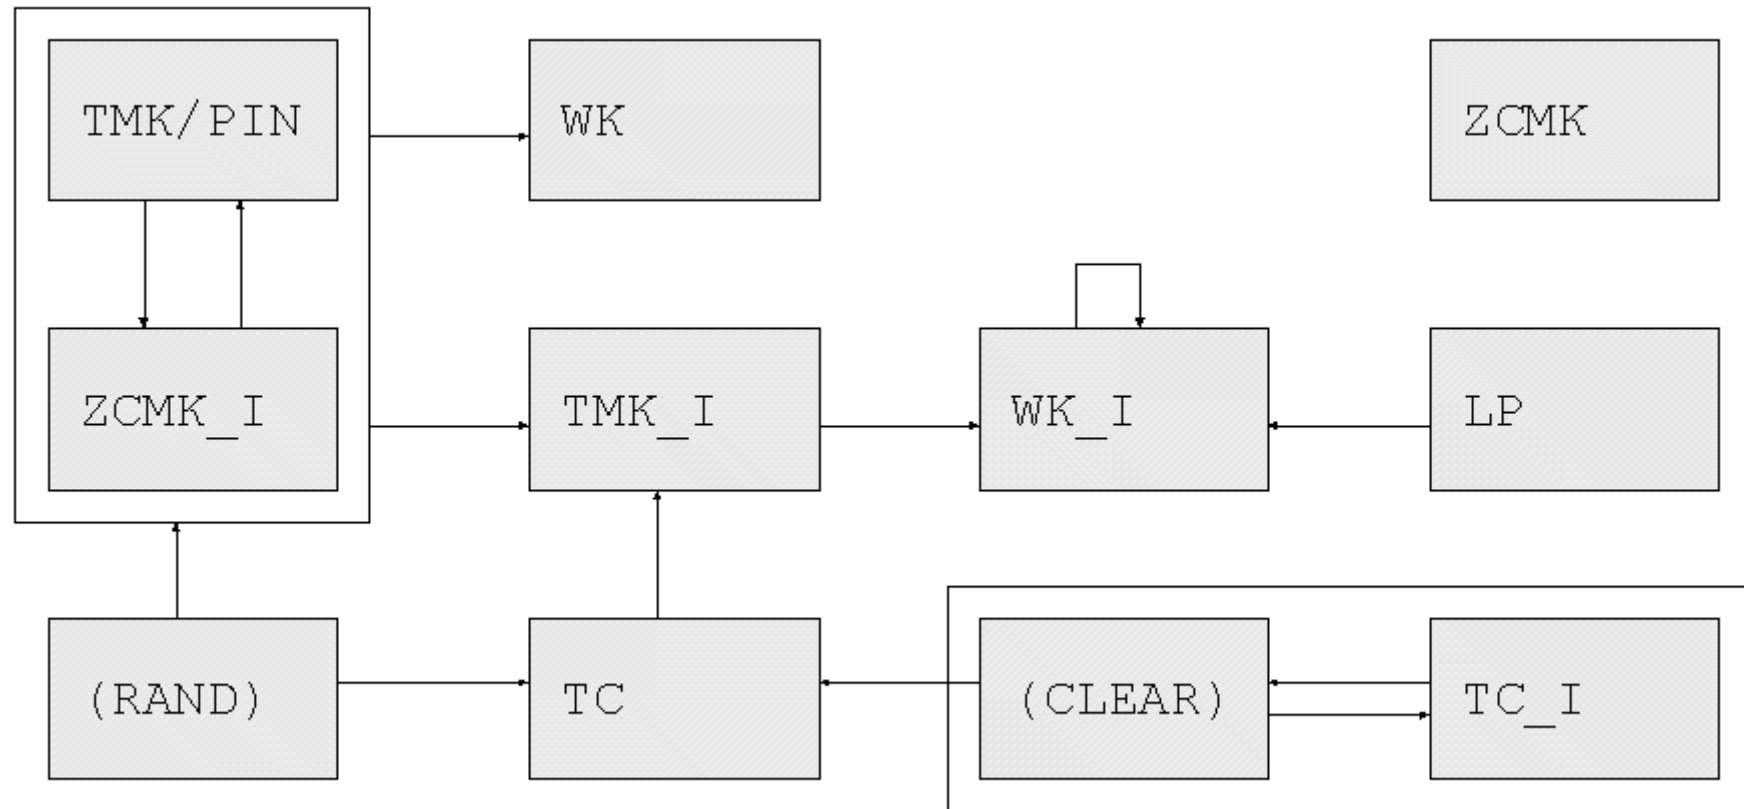 TMK/PIN
WK
ZCMK
ZCMK_I
TMK_I
WK_I
LP
(RAND)
TC
(CLEAR)
TC_I